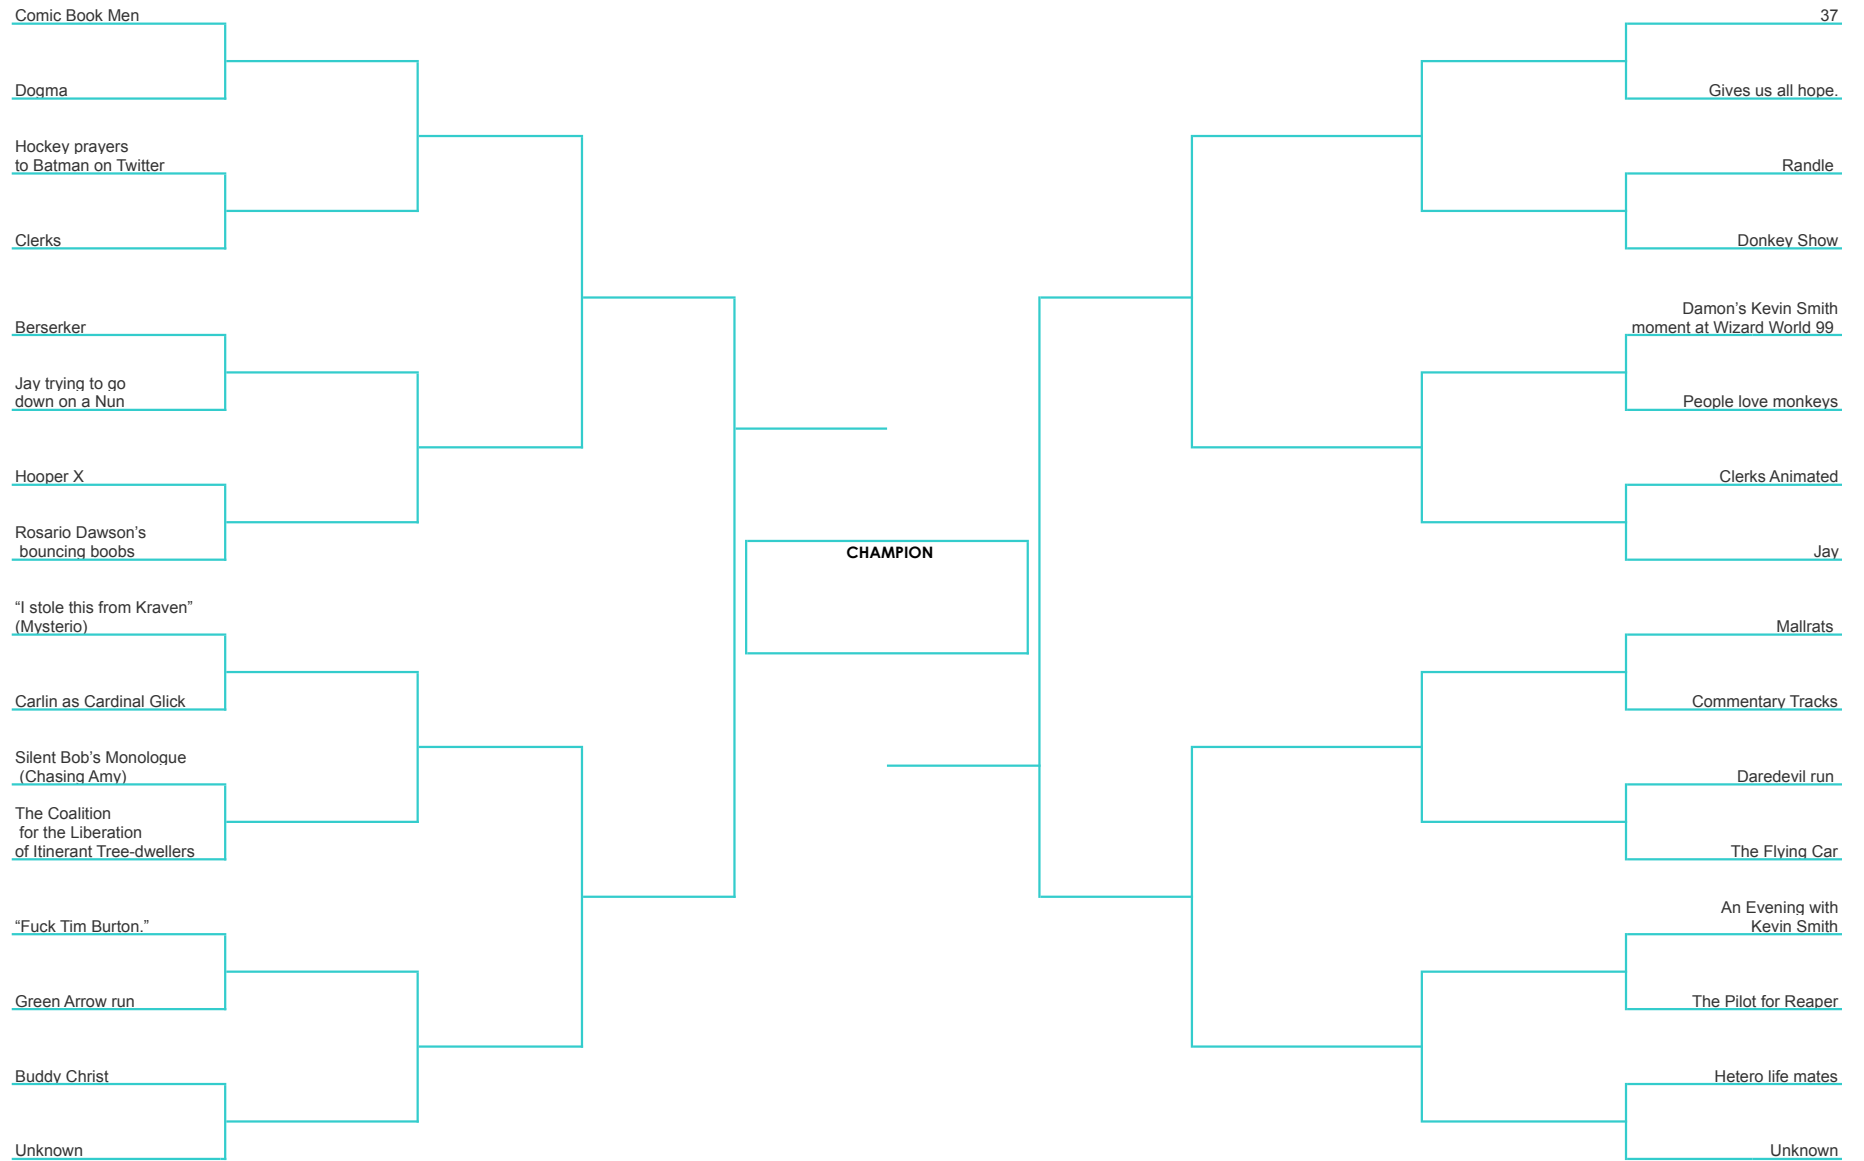 Comic Book Men
Dogma
Hockey prayers
to Batman on Twitter
Clerks
Berserker
Jay trying to go
down on a Nun
Hooper X
Rosario Dawson’s
bouncing boobs
“I stole this from Kraven”
(Mysterio)
Carlin as Cardinal Glick
Silent Bob’s Monologue
(Chasing Amy)
The Coalition
for the Liberation
of Itinerant Tree-dwellers
“Fuck Tim Burton.”
Green Arrow run
Buddy Christ
Unknown
CHAMPION
37
Gives us all hope.
Randle
Donkey Show
Damon’s Kevin Smith
moment at Wizard World 99
People love monkeys
Clerks Animated
Jay
Mallrats
Commentary Tracks
Daredevil run
The Flying Car
An Evening with
Kevin Smith
The Pilot for Reaper
Hetero life mates
Unknown